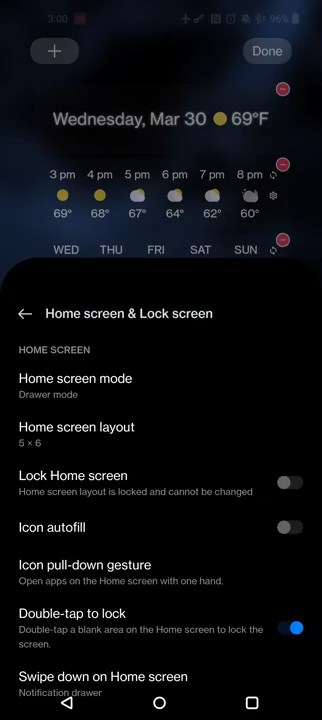 3:00 96%
+ Done
Wednesday, Mar 30 69°F
3 pm 4 pm 5 pm 6 pm 7 pm 8 pm
69° 68° 67° 64° 62° 60°
WED THU FRI SAT SUN
Home screen & Lock screen
HOME SCREEN
Home screen mode
Drawer mode
Home screen layout
5 × 6
Lock Home screen
Home screen layout is locked and cannot be changed
Icon autofill
Icon pull-down gesture
Open apps on the Home screen with one hand.
Double-tap to lock
Double-tap a blank area on the Home screen to lock the
screen.
Swipe down on Home screen
Notification drawer